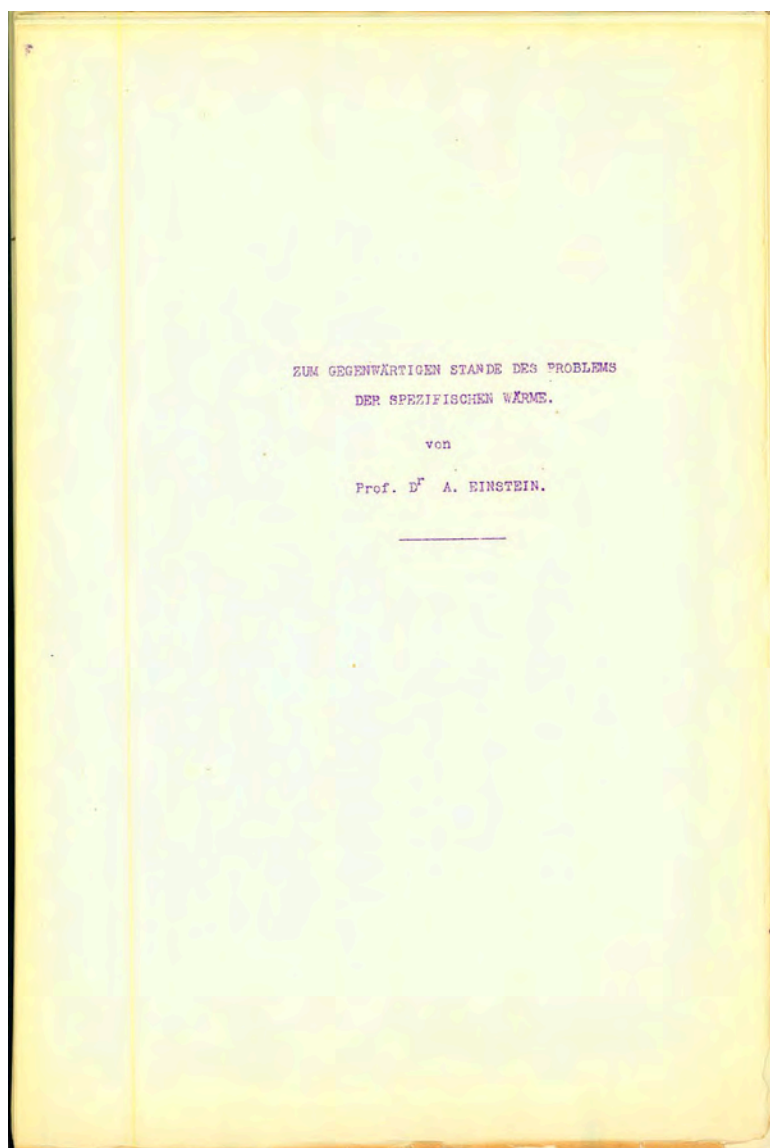 ZUM GEGENWÄRTIGEN STANDE DES PROBLEMS
DER SPEZIFISCHEN WÄRME.
von
Prof. Dʳ A. EINSTEIN.